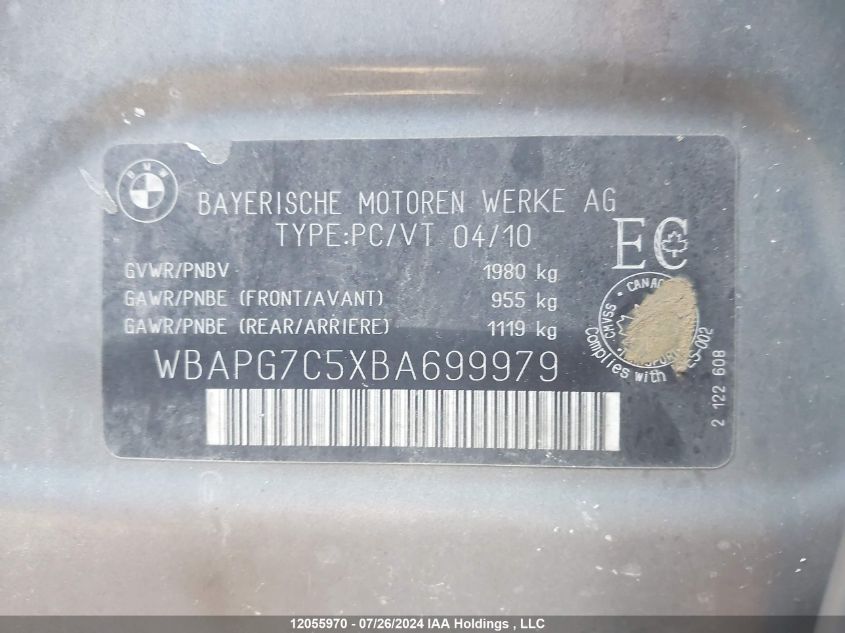 BMW
BAYERISCHE MOTOREN WERKE AG
TYPE:PC/VT 04/10
EC
GVWR/PNBV 1980 kg
GAWR/PNBE (FRONT/AVANT) 955 kg
GAWR/PNBE (REAR/ARRIERE) 1119 kg
CMVSS • CANA
Complies with
WBAPG7C5XBA699979
2 122 608
12055970 - 07/26/2024 IAA Holdings , LLC